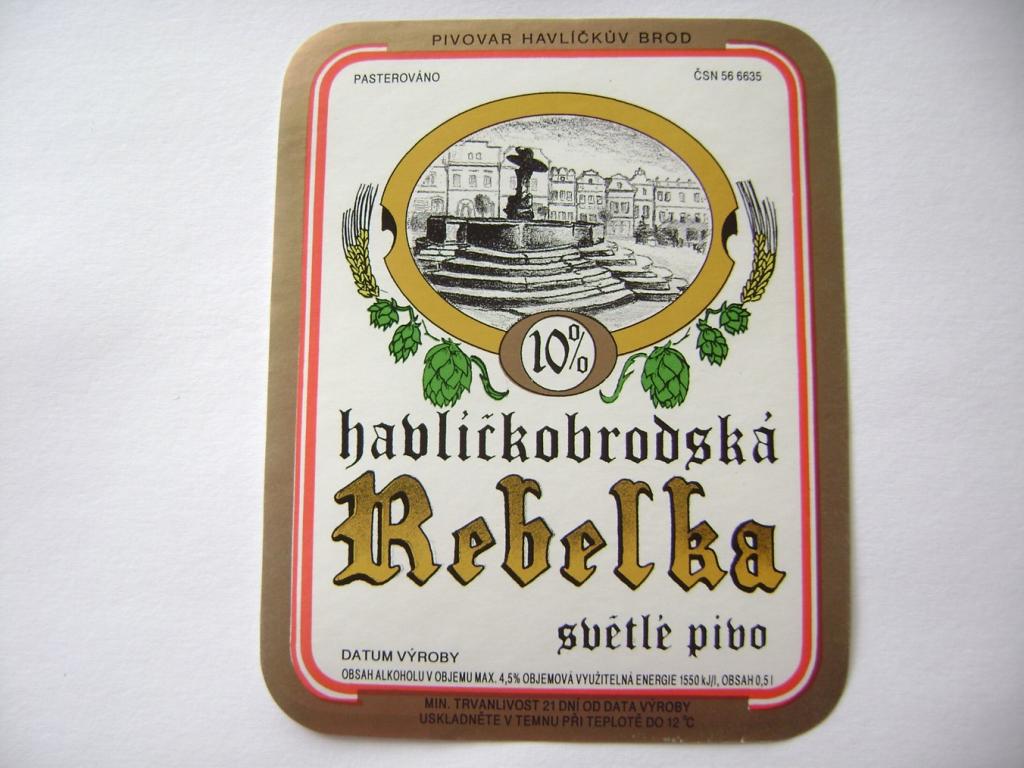 PIVOVAR HAVLÍČKŮV BROD
PASTEROVÁNO
ČSN 56 6635
10%
havlíčkobrodská
Rebelka
světlé pivo
DATUM VÝROBY
OBSAH ALKOHOLU V OBJEMU MAX. 4,5% OBJEMOVÁ VYUŽITELNÁ ENERGIE 1550 kJ/l, OBSAH 0,5 l
MIN. TRVANLIVOST 21 DNÍ OD DATA VÝROBY
USKLADNĚTE V TEMNU PŘI TEPLOTĚ DO 12 °C